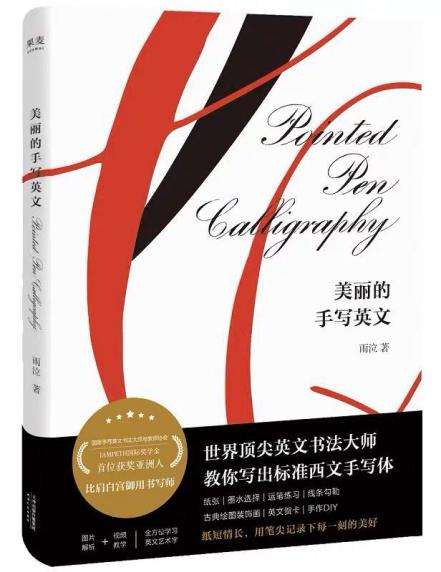 果麦
美丽的手写英文
Pointed Pen Calligraphy
雨泣 著
Pointed
Pen
Calligraphy
美丽的
手写英文
雨泣 著
国际手写英文书法大师与教师协会
IAMPETH国际奖学金
首位获奖亚洲人
比肩白宫御用书写师
世界顶尖英文书法大师
教你写出标准西文手写体
纸张|墨水选择|运笔练习|线条勾勒
古典绘图装饰画|英文贺卡|手作DIY
纸短情长，用笔尖记录下每一刻的美好
图片解析+视频教学
全方位学习
英文艺术字